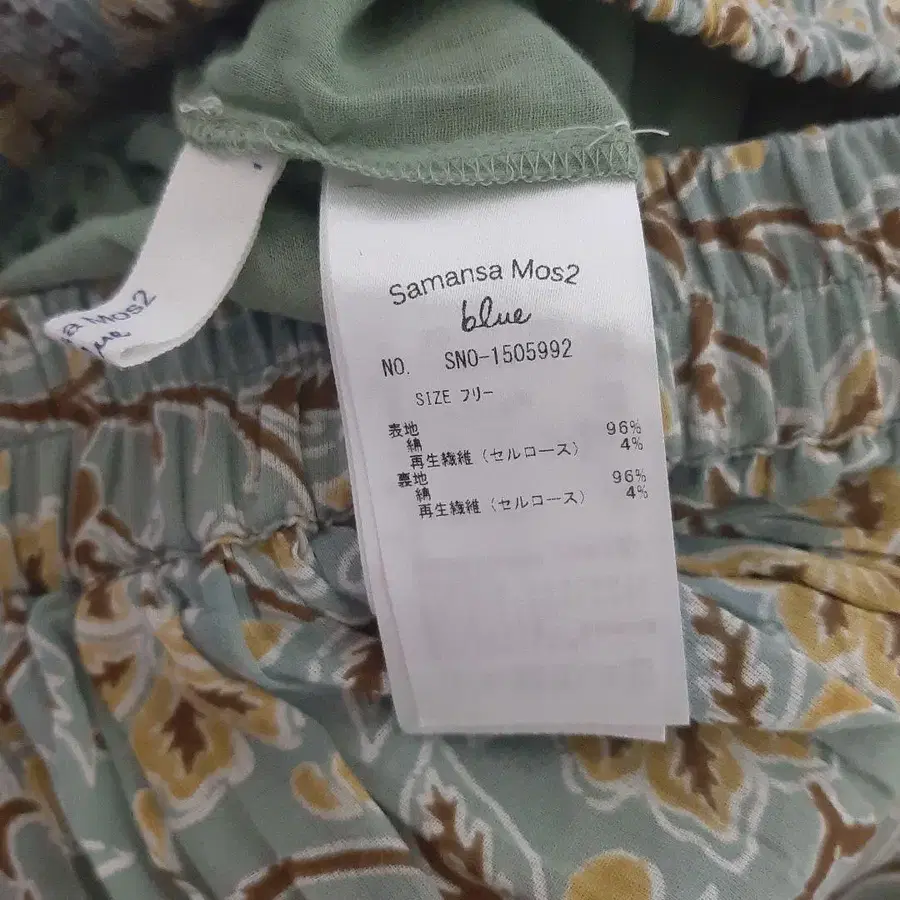 Samansa Mos2
blue
NO. SNO-1505992
SIZE フリー
表地
綿 96%
再生繊維(セルロース) 4%
裏地
綿 96%
再生繊維(セルロース) 4%
a Mos2